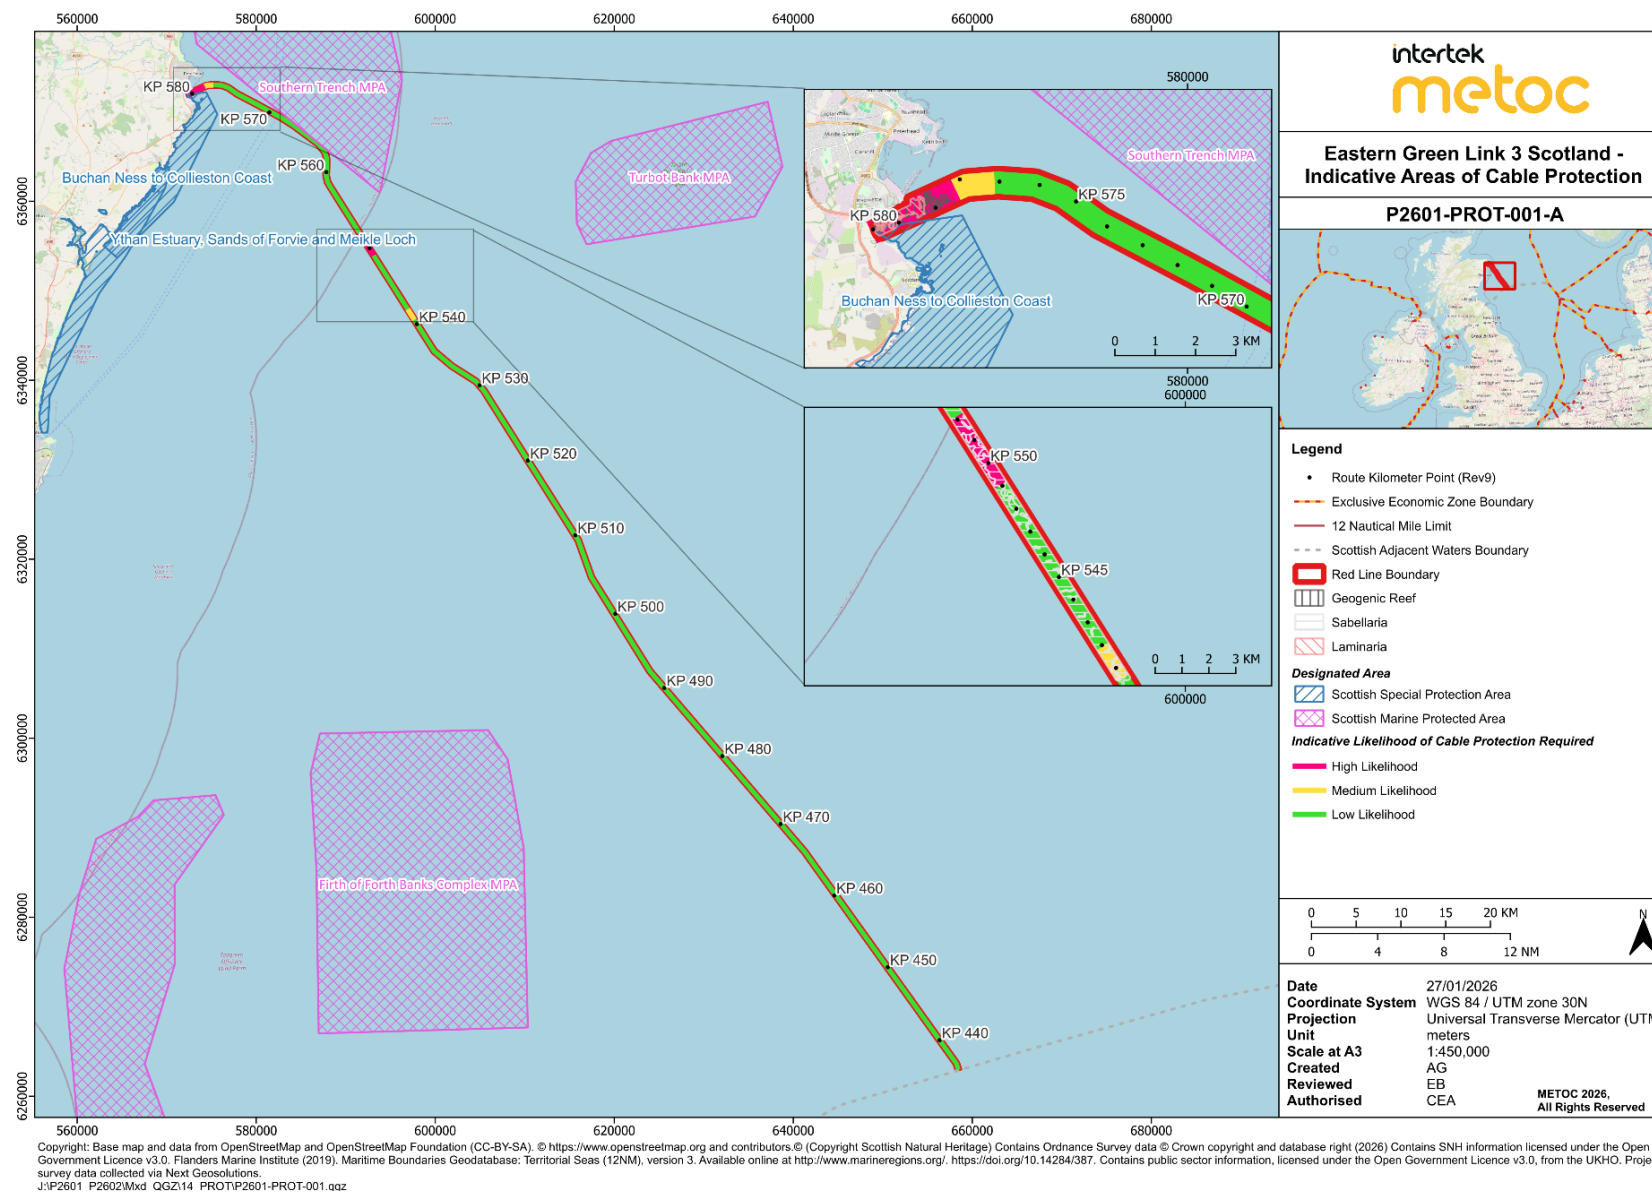 560000
580000
600000
620000
640000
660000
680000
KP 580
Southern Trench MPA
KP 570
KP 560
Buchan Ness to Collieston Coast
Turbot Bank MPA
Ythan Estuary, Sands of Forvie and Meikle Loch
KP 540
KP 530
KP 520
KP 510
KP 500
KP 490
KP 480
KP 470
KP 460
KP 450
KP 440
Firth of Forth Banks Complex MPA
6360000
6340000
6320000
6300000
6280000
6260000
560000
580000
600000
620000
640000
660000
680000
580000
Peterhead
Southern Trench MPA
KP 575
KP 580
KP 570
Buchan Ness to Collieston Coast
0 1 2 3 KM
580000
600000
KP 550
KP 545
0 1 2 3 KM
600000
intertek
metoc
Eastern Green Link 3 Scotland -
Indicative Areas of Cable Protection
P2601-PROT-001-A
Legend
Route Kilometer Point (Rev9)
Exclusive Economic Zone Boundary
12 Nautical Mile Limit
Scottish Adjacent Waters Boundary
Red Line Boundary
Geogenic Reef
Sabellaria
Laminaria
Designated Area
Scottish Special Protection Area
Scottish Marine Protected Area
Indicative Likelihood of Cable Protection Required
High Likelihood
Medium Likelihood
Low Likelihood
0 5 10 15 20 KM
0 4 8 12 NM
N
Date 27/01/2026
Coordinate System WGS 84 / UTM zone 30N
Projection Universal Transverse Mercator (UTM
Unit meters
Scale at A3 1:450,000
Created AG
Reviewed EB
Authorised CEA
METOC 2026,
All Rights Reserved
Copyright: Base map and data from OpenStreetMap and OpenStreetMap Foundation (CC-BY-SA). © https://www.openstreetmap.org and contributors.© (Copyright Scottish Natural Heritage) Contains Ordnance Survey data © Crown copyright and database right (2026) Contains SNH information licensed under the Open
Government Licence v3.0. Flanders Marine Institute (2019). Maritime Boundaries Geodatabase: Territorial Seas (12NM), version 3. Available online at http://www.marineregions.org/. https://doi.org/10.14284/387. Contains public sector information, licensed under the Open Government Licence v3.0, from the UKHO. Proje
survey data collected via Next Geosolutions.
J:\P2601_P2602\Mxd_QGZ\14_PROT\P2601-PROT-001.qgz